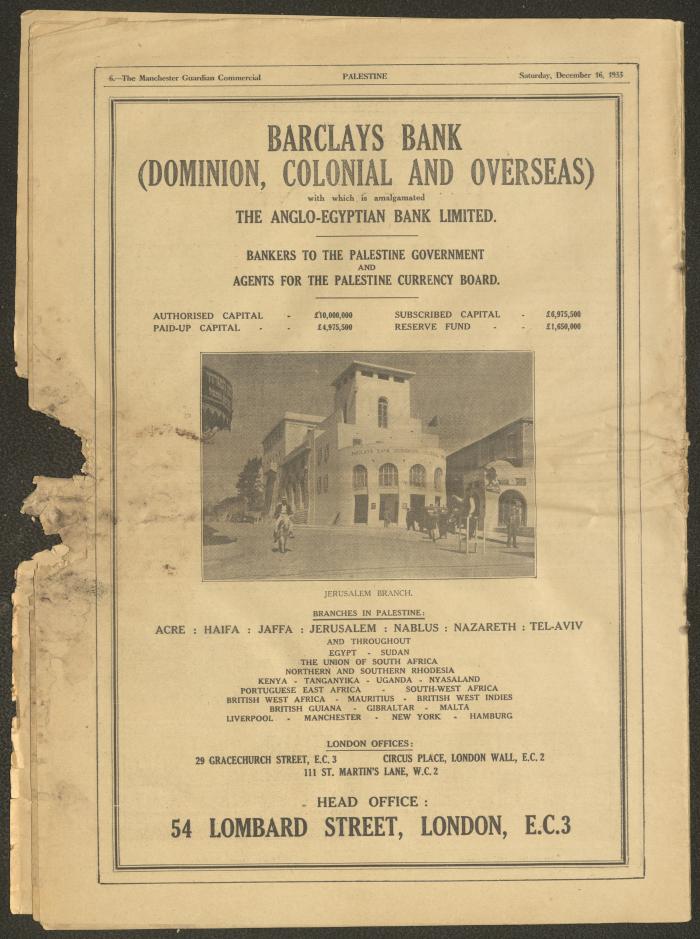 6.—The Manchester Guardian Commercial PALESTINE Saturday, December 16, 1933
BARCLAYS BANK
(DOMINION, COLONIAL AND OVERSEAS)
with which is amalgamated
THE ANGLO-EGYPTIAN BANK LIMITED.
BANKERS TO THE PALESTINE GOVERNMENT
AND
AGENTS FOR THE PALESTINE CURRENCY BOARD.
AUTHORISED CAPITAL - £10,000,000 SUBSCRIBED CAPITAL - £6,975,500
PAID-UP CAPITAL - - £4,975,500 RESERVE FUND - - £1,650,000
BARCLAYS BANK
JERUSALEM BRANCH.
BRANCHES IN PALESTINE:
ACRE : HAIFA : JAFFA : JERUSALEM : NABLUS : NAZARETH : TEL-AVIV
AND THROUGHOUT
EGYPT - SUDAN
THE UNION OF SOUTH AFRICA
NORTHERN AND SOUTHERN RHODESIA
KENYA - TANGANYIKA - UGANDA - NYASALAND
PORTUGUESE EAST AFRICA - SOUTH-WEST AFRICA
BRITISH WEST AFRICA - MAURITIUS - BRITISH WEST INDIES
BRITISH GUIANA - GIBRALTAR - MALTA
LIVERPOOL - MANCHESTER - NEW YORK - HAMBURG
LONDON OFFICES:
29 GRACECHURCH STREET, E.C. 3 CIRCUS PLACE, LONDON WALL, E.C. 2
111 ST. MARTIN'S LANE, W.C. 2
HEAD OFFICE :
54 LOMBARD STREET, LONDON, E.C.3